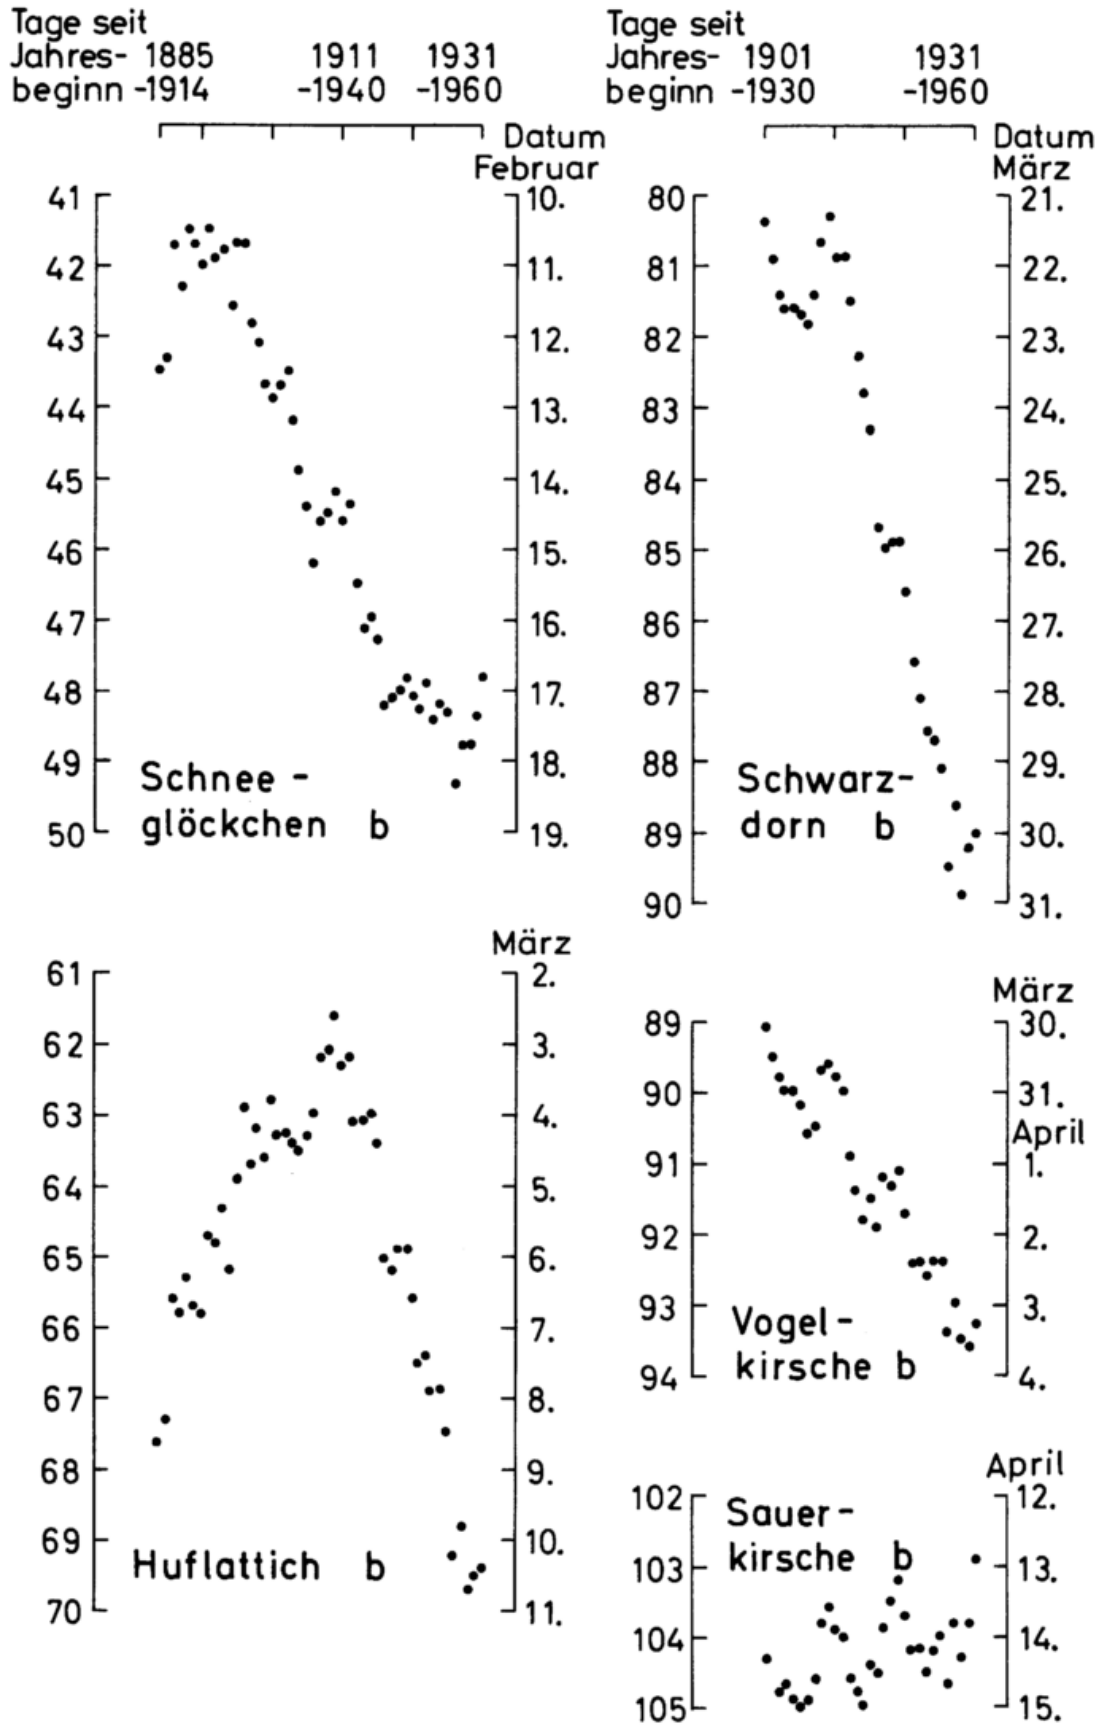 Tage seit
Jahres- 1885 1911 1931
beginn -1914 -1940 -1960
Datum
Februar
41 10.
42 11.
43 12.
44 13.
45 14.
46 15.
47 16.
48 17.
49 18.
50 19.
Schnee-
glöckchen b
März
61 2.
62 3.
63 4.
64 5.
65 6.
66 7.
67 8.
68 9.
69 10.
70 11.
Huflattich b
Tage seit
Jahres- 1901 1931
beginn -1930 -1960
Datum
März
80 21.
81 22.
82 23.
83 24.
84 25.
85 26.
86 27.
87 28.
88 29.
89 30.
90 31.
Schwarz-
dorn b
März
89 30.
90 31.
April
91 1.
92 2.
93 3.
94 4.
Vogel-
kirsche b
April
102 12.
103 13.
104 14.
105 15.
Sauer-
kirsche b